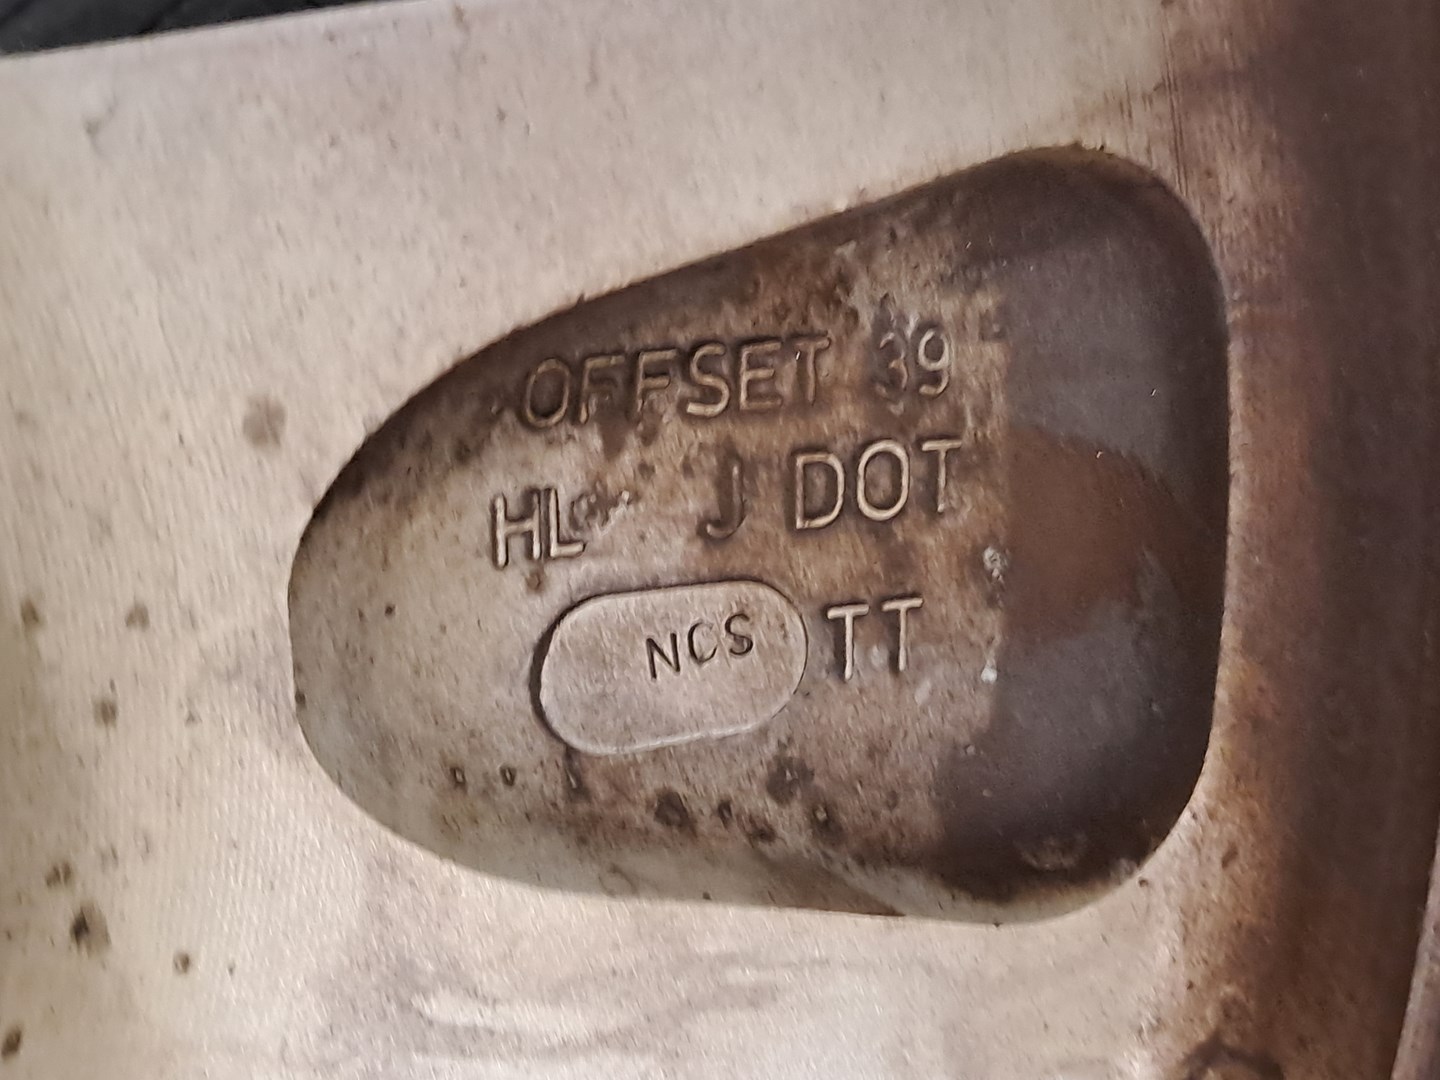 OFFSET 39
HL J DOT
NCS TT